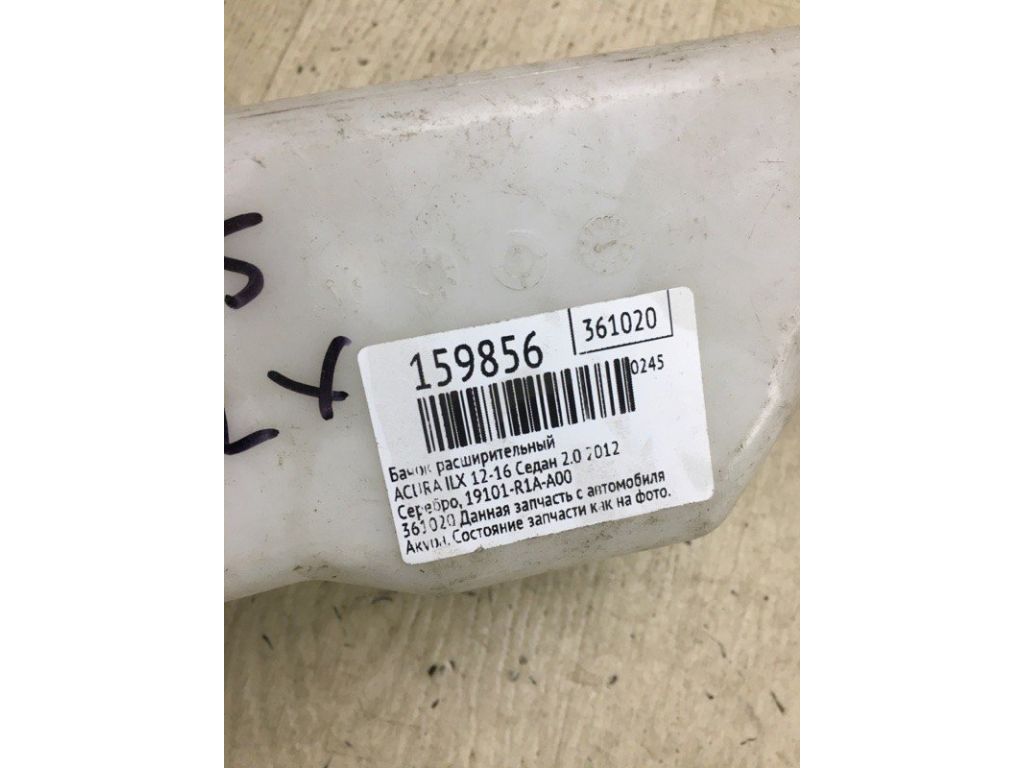 159856
361020
0245
Бачок расширительный
ACURA ILX 12-16 Седан 2.0 2012
Серебро, 19101-R1A-A00
361020 Данная запчасть с автомобиля
Акура. Состояние запчасти как на фото.